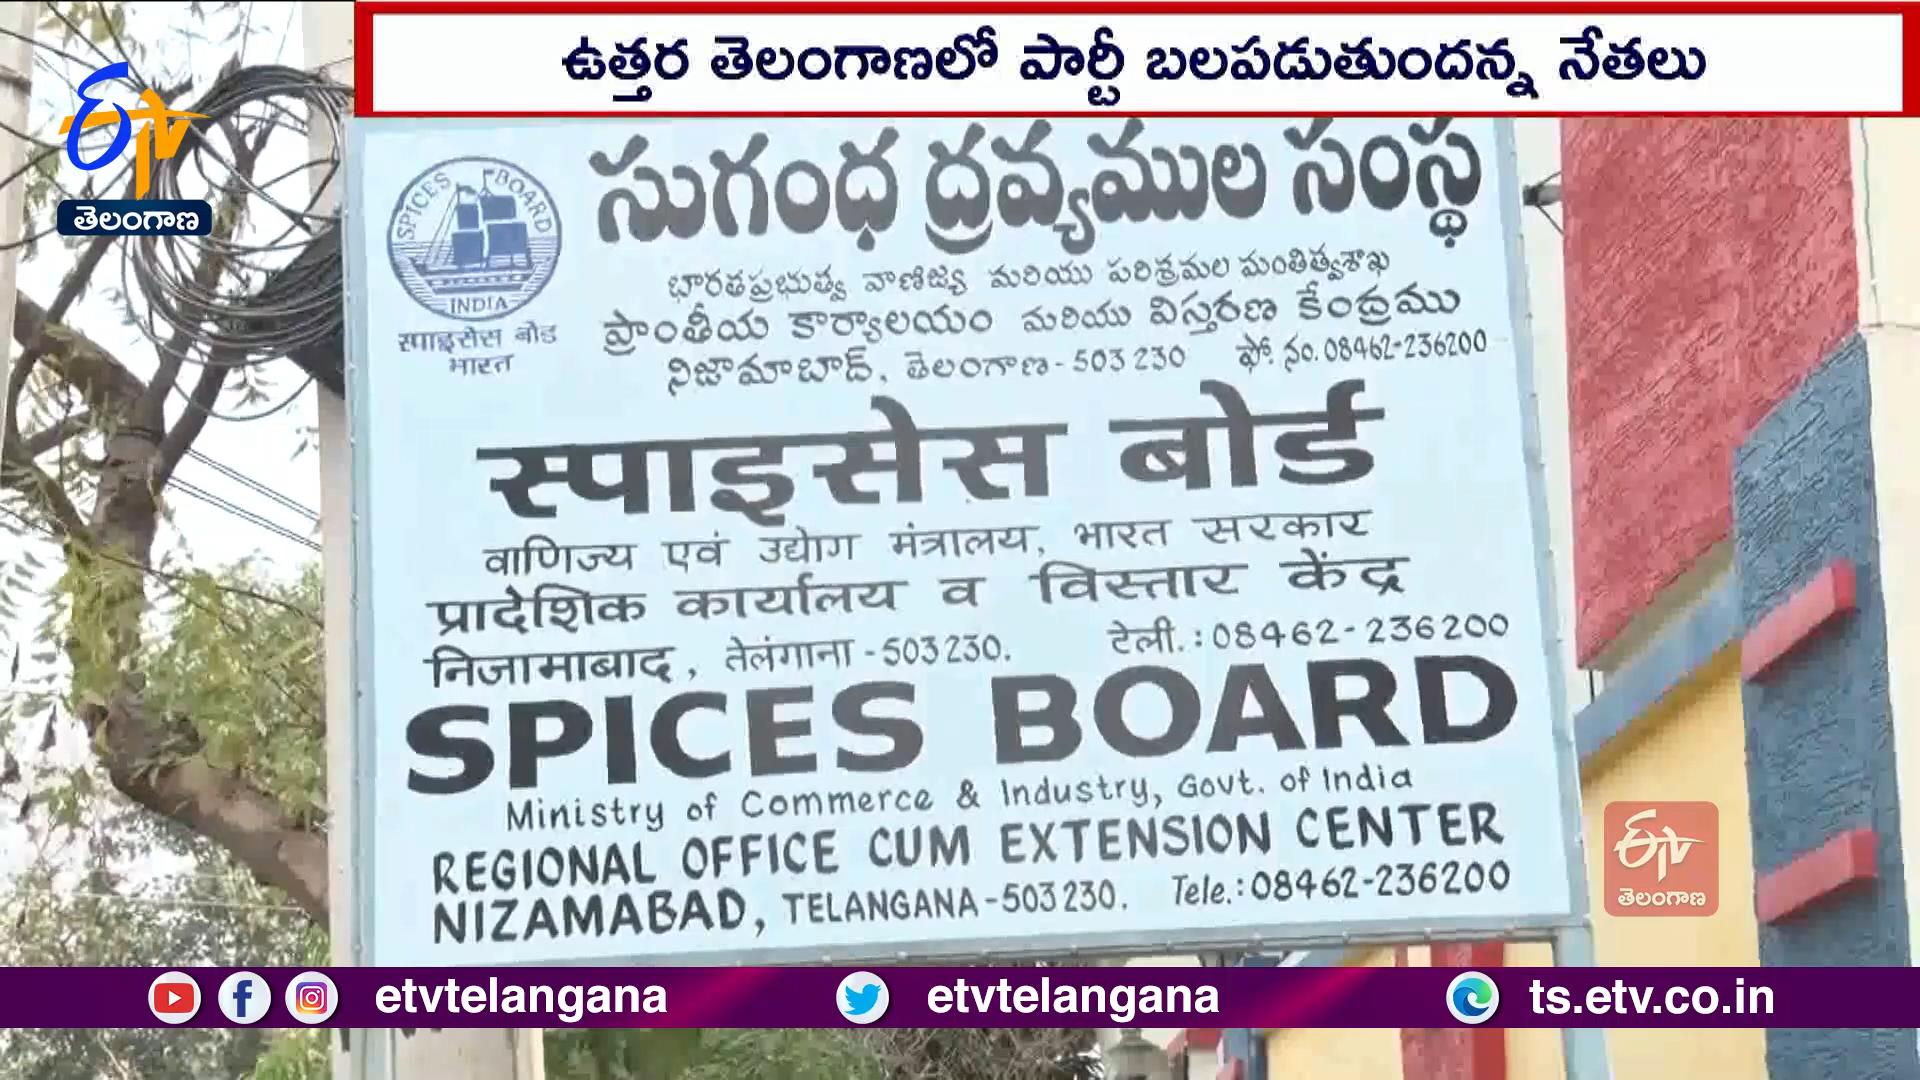 ఉత్తర తెలంగాణలో పార్టీ బలపడుతుందన్న నేతలు
ETV
తెలంగాణ
SPICES BOARD
INDIA
स्पाइसेस बोर्ड
भारत
సుగంధ ద్రవ్యముల సంస్థ
భారతప్రభుత్వ వాణిజ్య మరియు పరిశ్రమల మంతిత్వశాఖ
ప్రాంతీయ కార్యాలయం మరియు విస్తరణ కేంద్రము
నిజామాబాద్, తెలంగాణ-503 230 ఫో. నం. 08462-236200
स्पाइसेस बोर्ड
वाणिज्य एवं उद्योग मंत्रालय, भारत सरकार
प्रादेशिक कार्यालय व विस्तार केंद्र
निजामाबाद, तेलंगाना -503230. टेली.: 08462-236200
SPICES BOARD
Ministry of Commerce & Industry, Govt. of India
REGIONAL OFFICE CUM EXTENSION CENTER
NIZAMABAD, TELANGANA-503230. Tele.: 08462-236200
ETV
తెలంగాణ
etvtelangana etvtelangana ts.etv.co.in